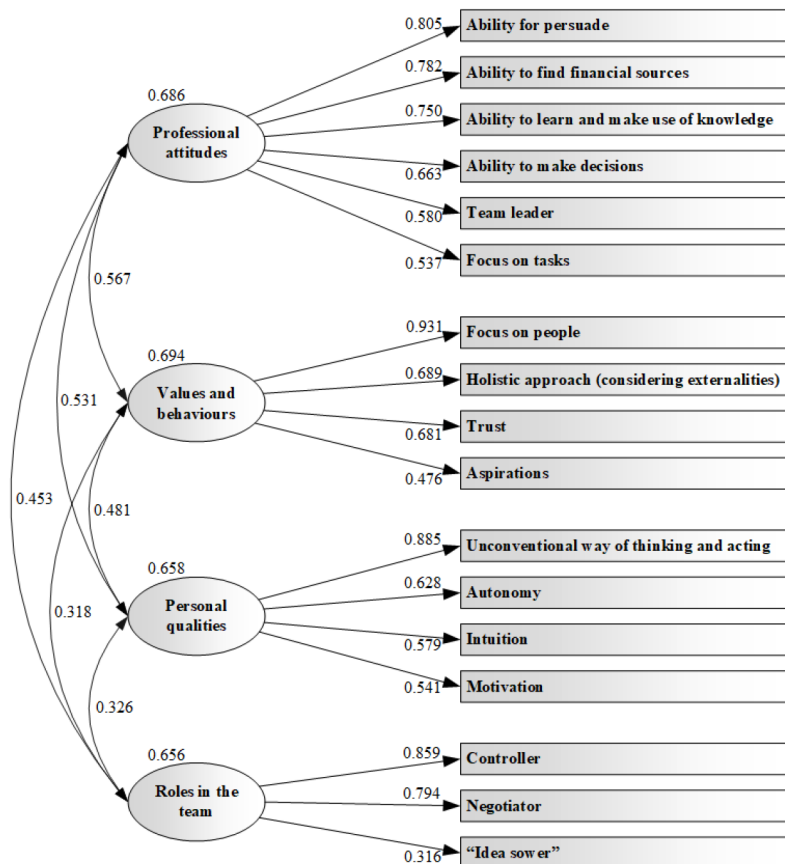 0.805
Ability for persuade
0.782
Ability to find financial sources
0.686
0.750
Ability to learn and make use of knowledge
Professional
attitudes
0.663
Ability to make decisions
0.580
Team leader
0.537
Focus on tasks
0.567
0.931
Focus on people
0.694
0.689
Holistic approach (considering externalities)
Values and
behaviours
0.681
Trust
0.531
0.476
Aspirations
0.453
0.481
0.885
Unconventional way of thinking and acting
0.658
0.628
Autonomy
Personal
qualities
0.318
0.579
Intuition
0.541
Motivation
0.326
0.656
0.859
Controller
0.794
Negotiator
Roles in the
team
0.316
“Idea sower”